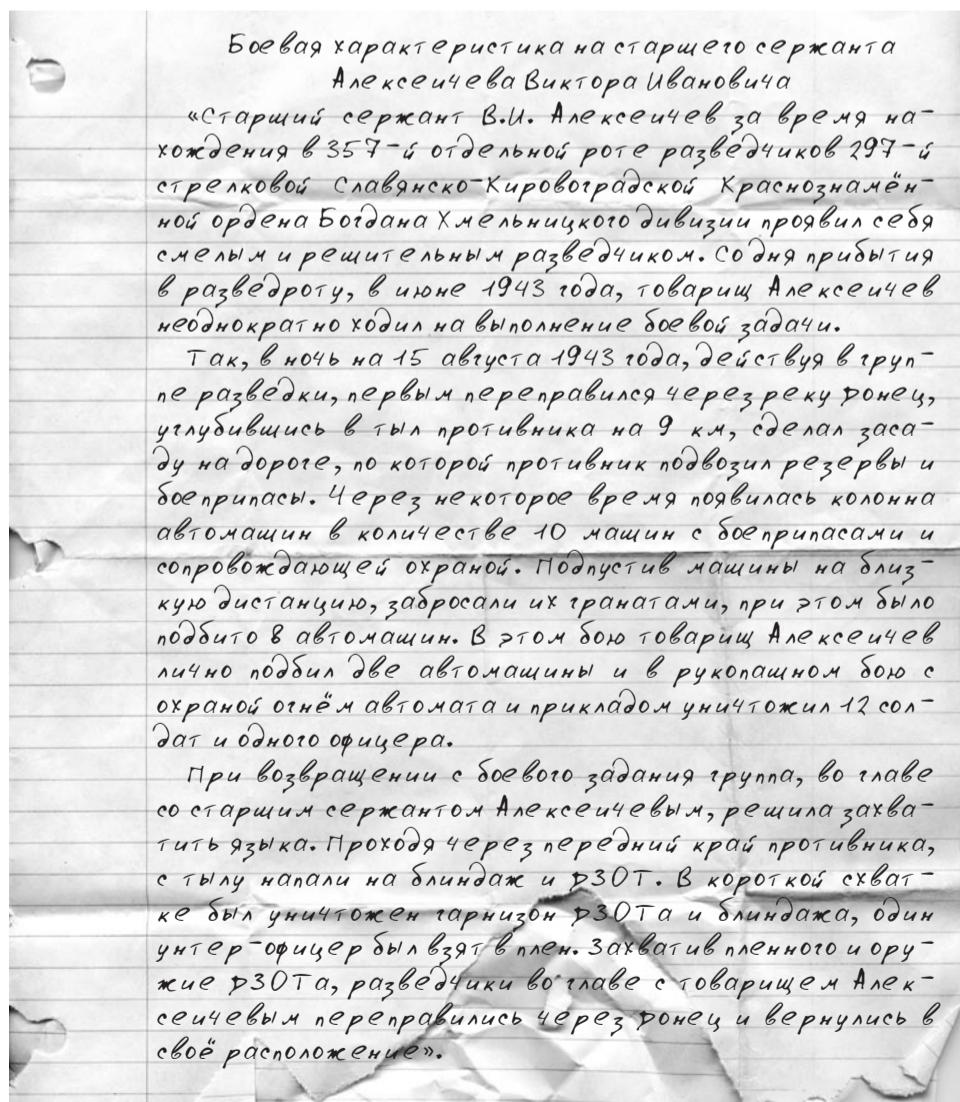 Боевая характеристика на старшего сержанта
Алексеичева Виктора Ивановича
«Старший сержант В.И. Алексеичев за время на-
хождения в 357-й отдельной роте разведчиков 297-й
стрелковой Славянско-Кировоградской Краснознамён-
ной ордена Богдана Хмельницкого дивизии проявил себя
смелым и решительным разведчиком. Со дня прибытия
в разведроту, в июне 1943 года, товарищ Алексеичев
неоднократно ходил на выполнение боевой задачи.
Так, в ночь на 15 августа 1943 года, действуя в груп-
пе разведки, первым переправился через реку Донец,
углубившись в тыл противника на 9 км, сделал заса-
ду на дороге, по которой противник подвозил резервы и
боеприпасы. Через некоторое время появилась колонна
автомашин в количестве 10 машин с боеприпасами и
сопровождающей охраной. Подпустив машины на близ-
кую дистанцию, забросали их гранатами, при этом было
подбито 8 автомашин. В этом бою товарищ Алексеичев
лично подбил две автомашины и в рукопашном бою с
охраной огнём автомата и прикладом уничтожил 12 сол-
дат и одного офицера.
При возвращении с боевого задания группа, во главе
со старшим сержантом Алексеичевым, решила захва-
тить языка. Проходя через передний край противника,
с тылу напали на блиндаж и ДЗОТ. В короткой схват-
ке был уничтожен гарнизон ДЗОТа и блиндажа, один
унтер-офицер был взят в плен. Захватив пленного и ору-
жие ДЗОТа, разведчики во главе с товарищем Алек-
сеичевым переправились через Донец и вернулись в
своё расположение».